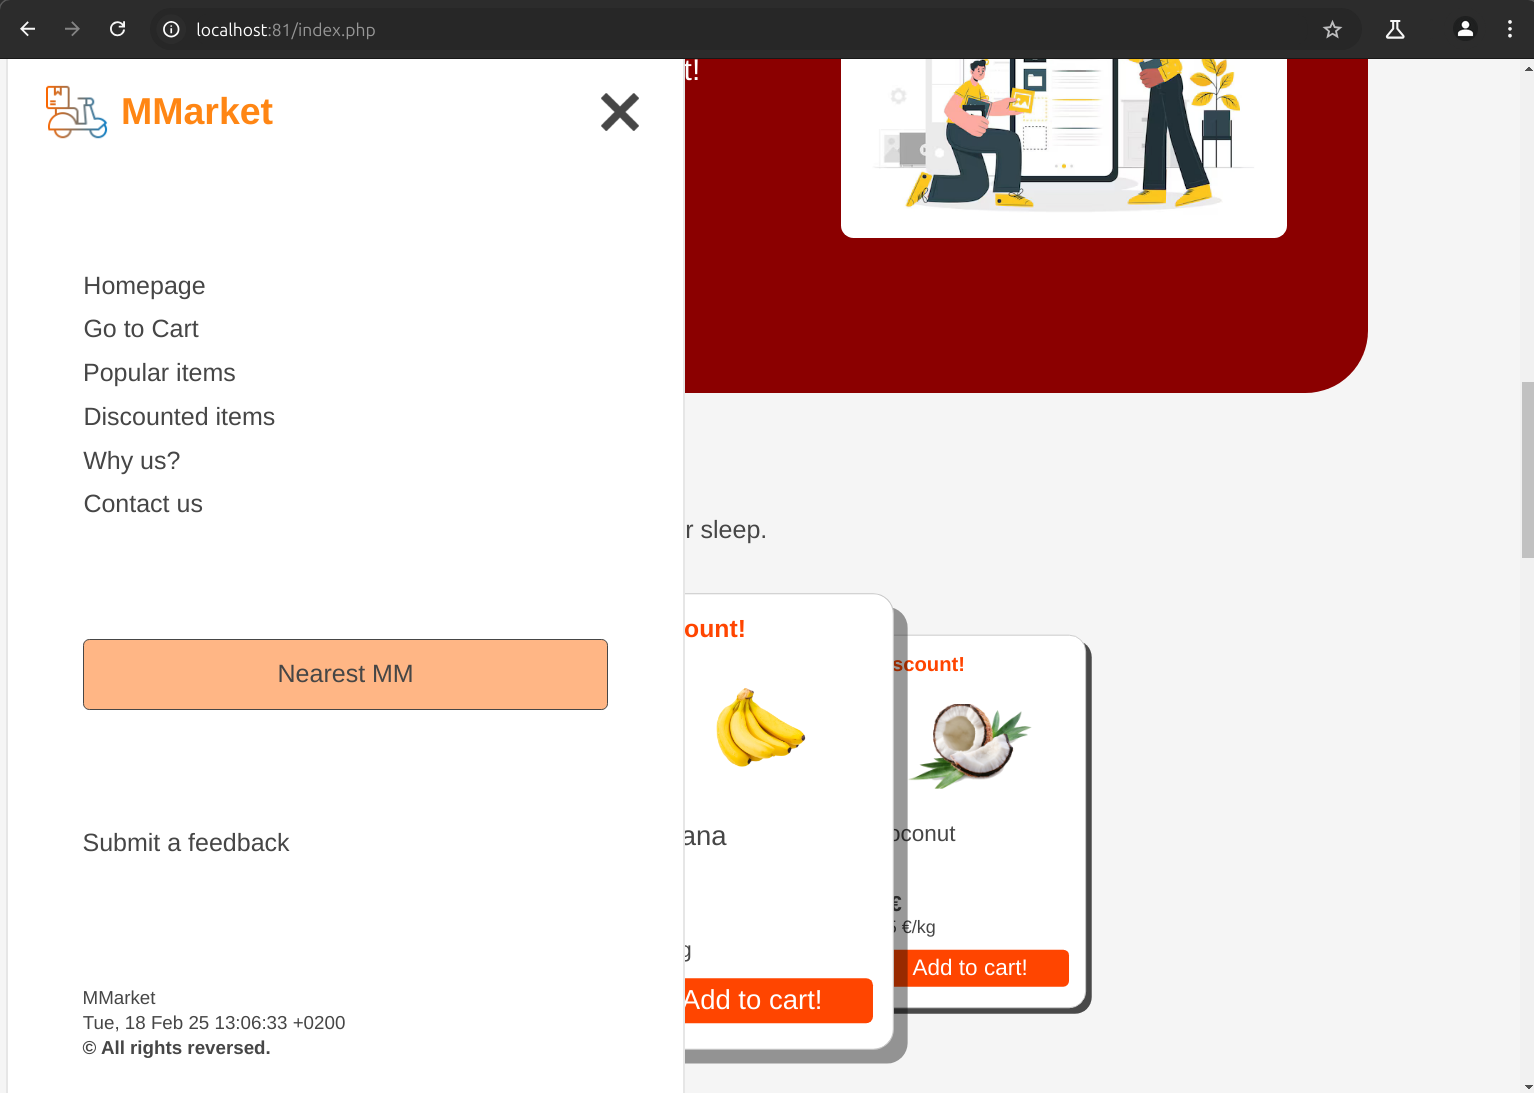 localhost:81/index.php
MMarket
t!
Homepage
Go to Cart
Popular items
Discounted items
Why us?
Contact us
r sleep.
ount!
scount!
Nearest MM
ana
oconut
Submit a feedback
€
€/kg
g
Add to cart!
Add to cart!
MMarket
Tue, 18 Feb 25 13:06:33 +0200
© All rights reversed.